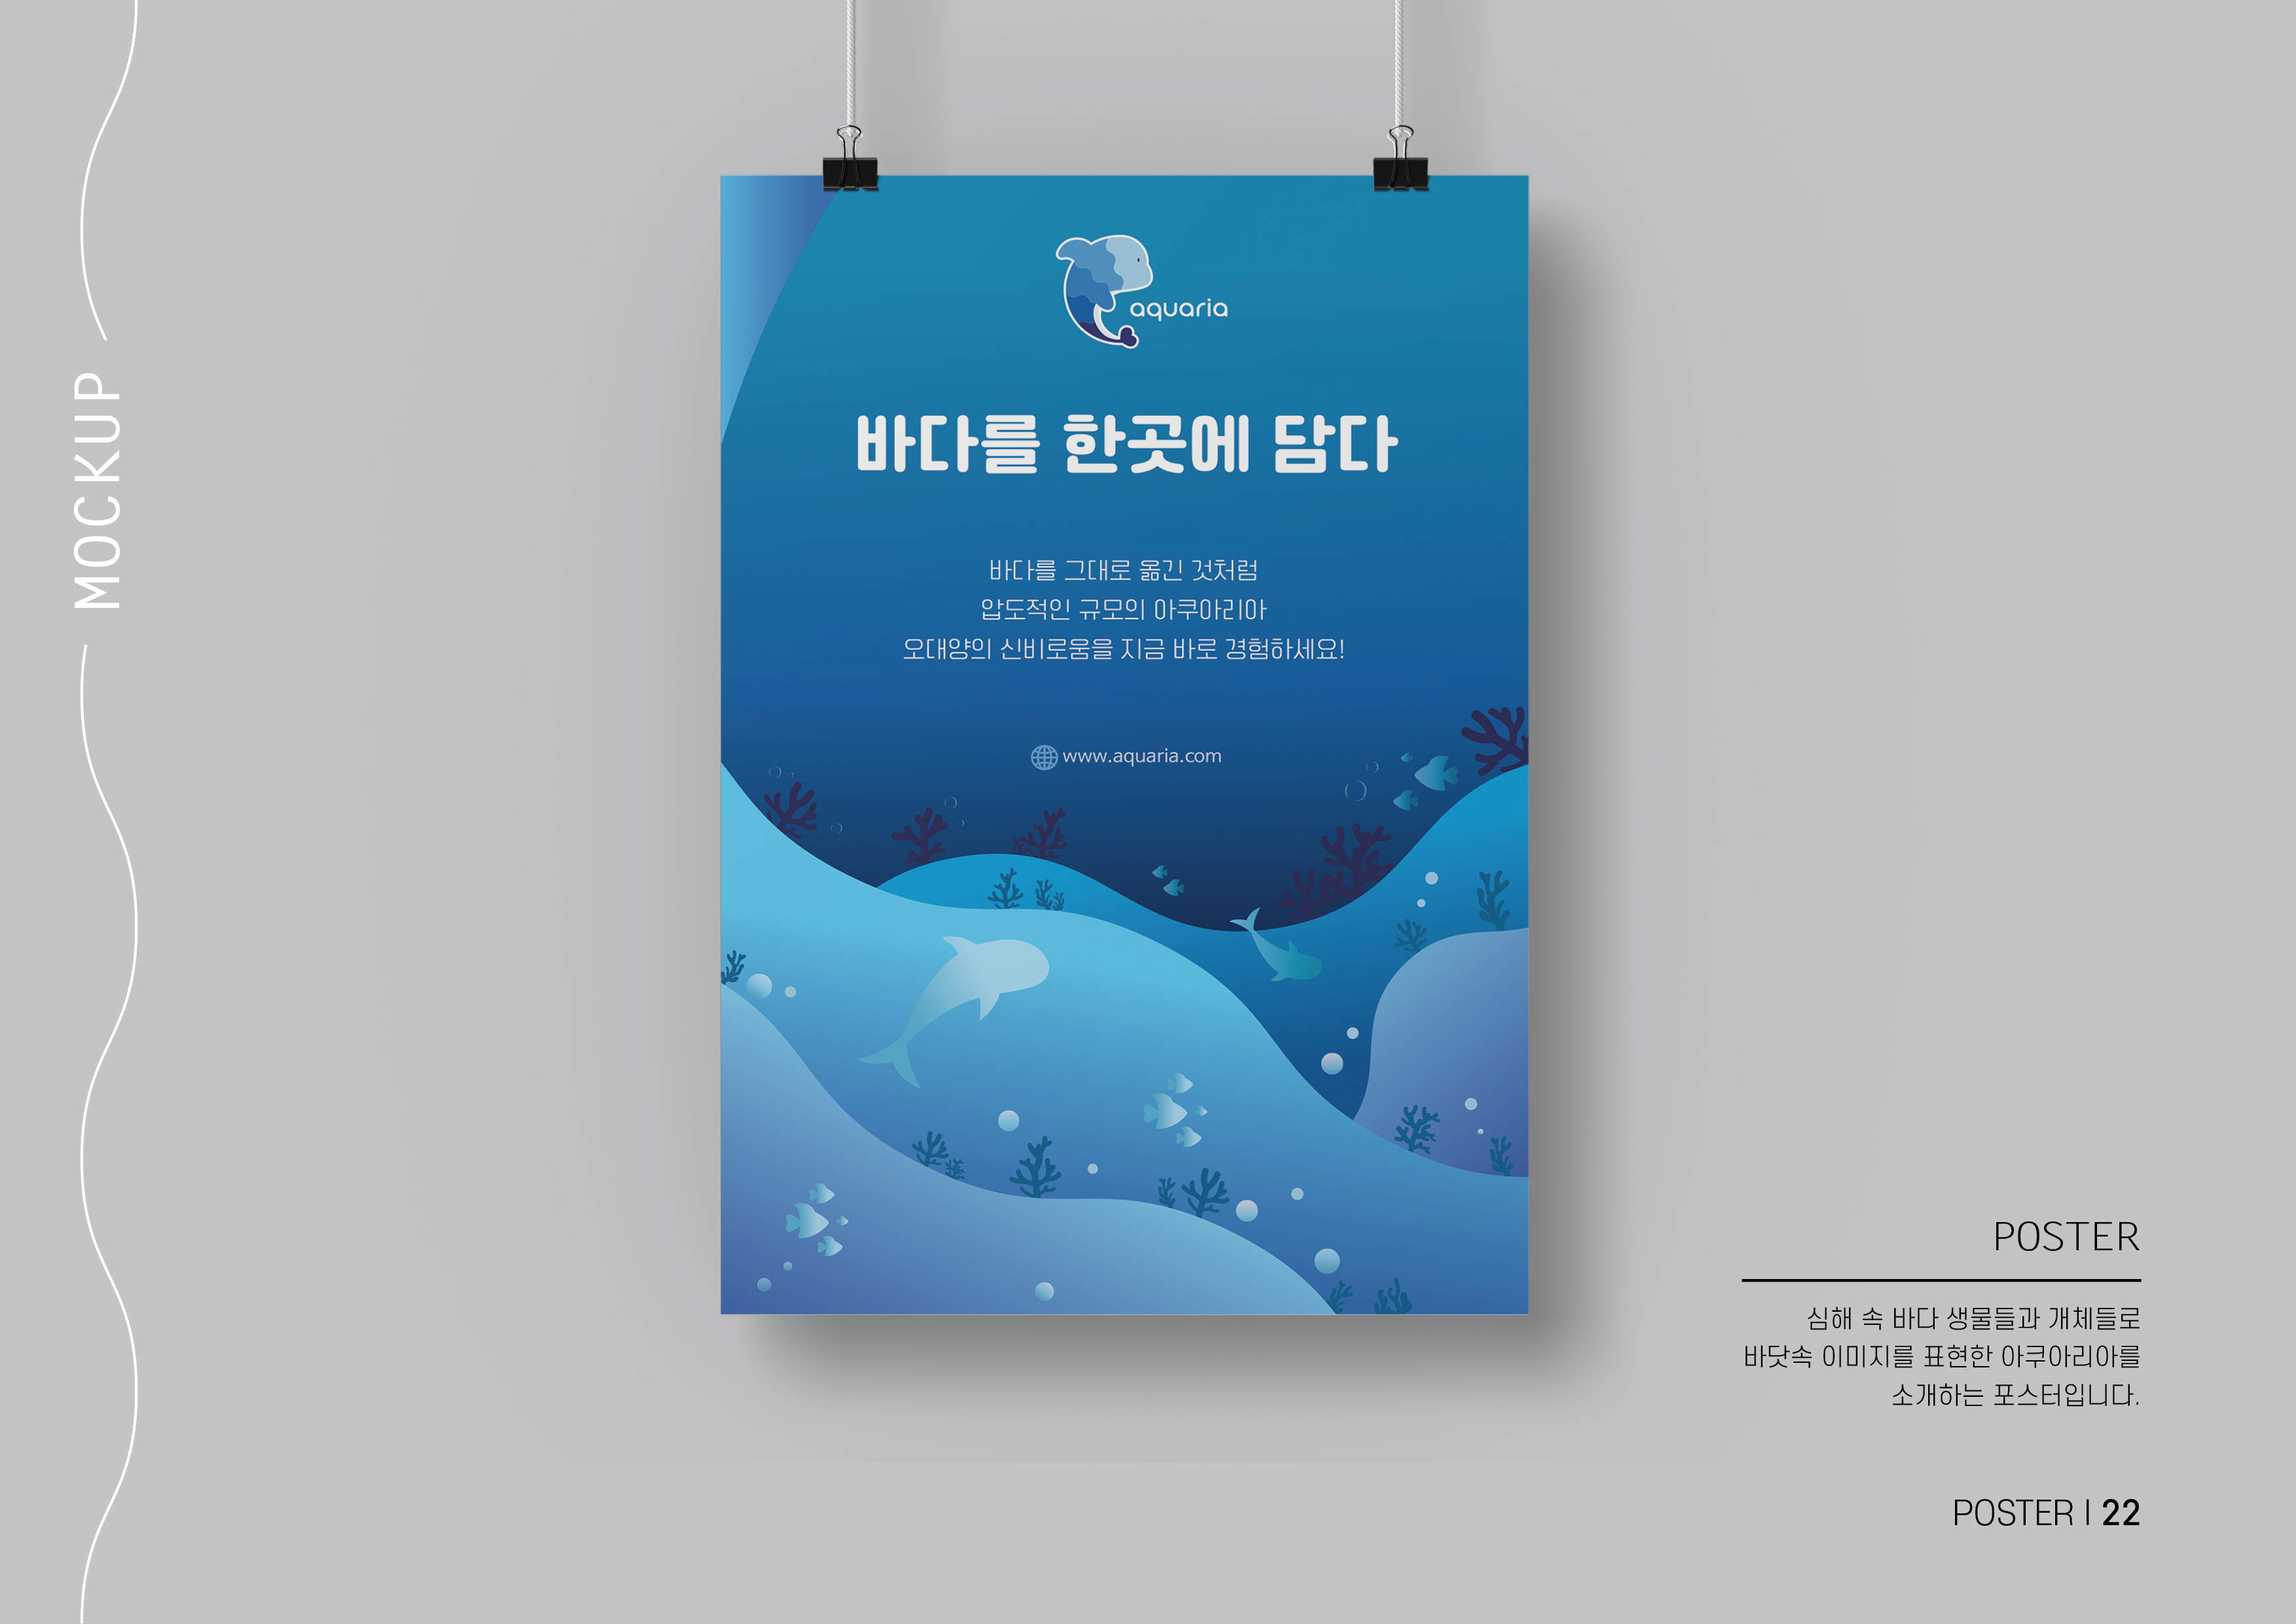 MOCKUP
aquaria
바다를 한곳에 담다
바다를 그대로 옮긴 것처럼
압도적인 규모의 아쿠아리아
오대양의 신비로움을 지금 바로 경험하세요!
www.aquaria.com
POSTER
심해 속 바다 생물들과 개체들로
바닷속 이미지를 표현한 아쿠아리아를
소개하는 포스터입니다.
POSTER | 22